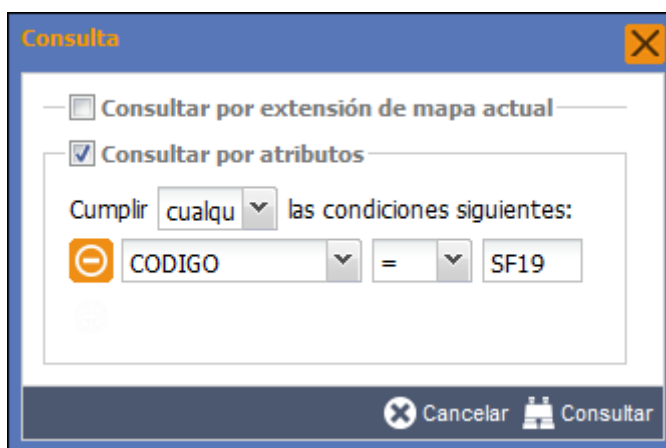 Consulta
Consultar por extensión de mapa actual
Consultar por atributos
Cumplir cualqu las condiciones siguientes:
CODIGO = SF19
Cancelar Consultar